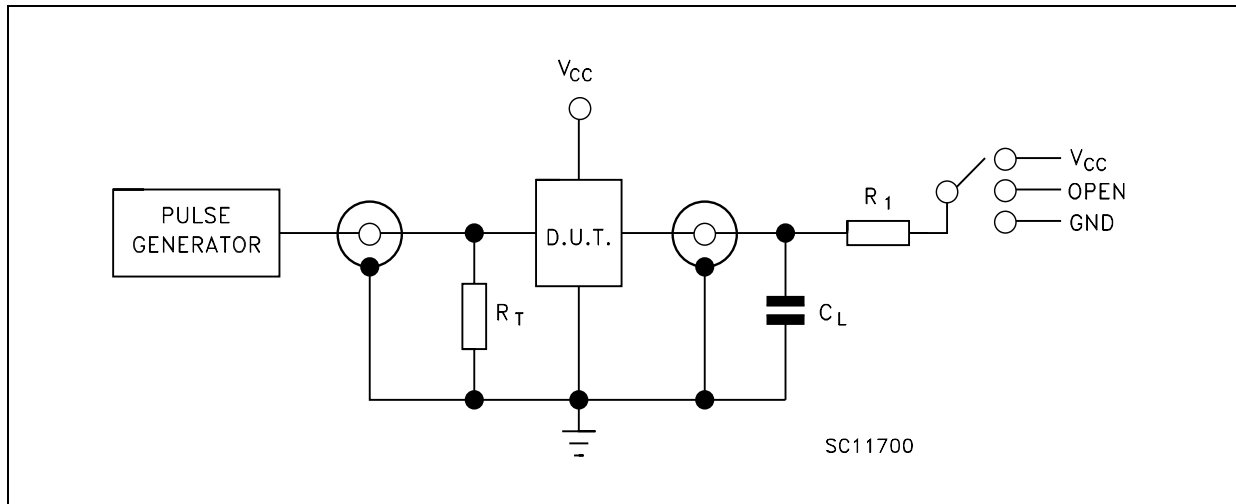 VCC
PULSE
GENERATOR
RT
D.U.T.
R1
CL
VCC
OPEN
GND
SC11700